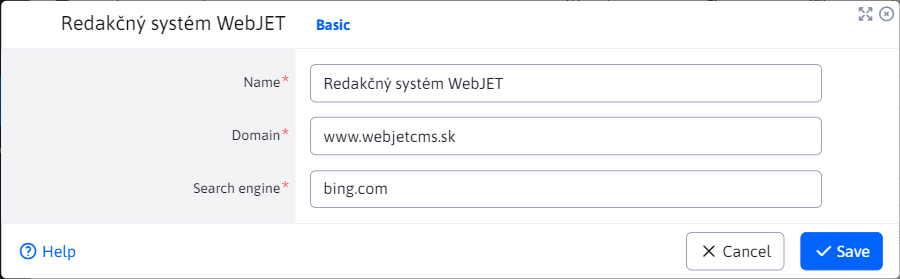 Redakčný systém WebJET Basic
Name* Redakčný systém WebJET
Domain* www.webjetcms.sk
Search engine* bing.com
Help Cancel Save